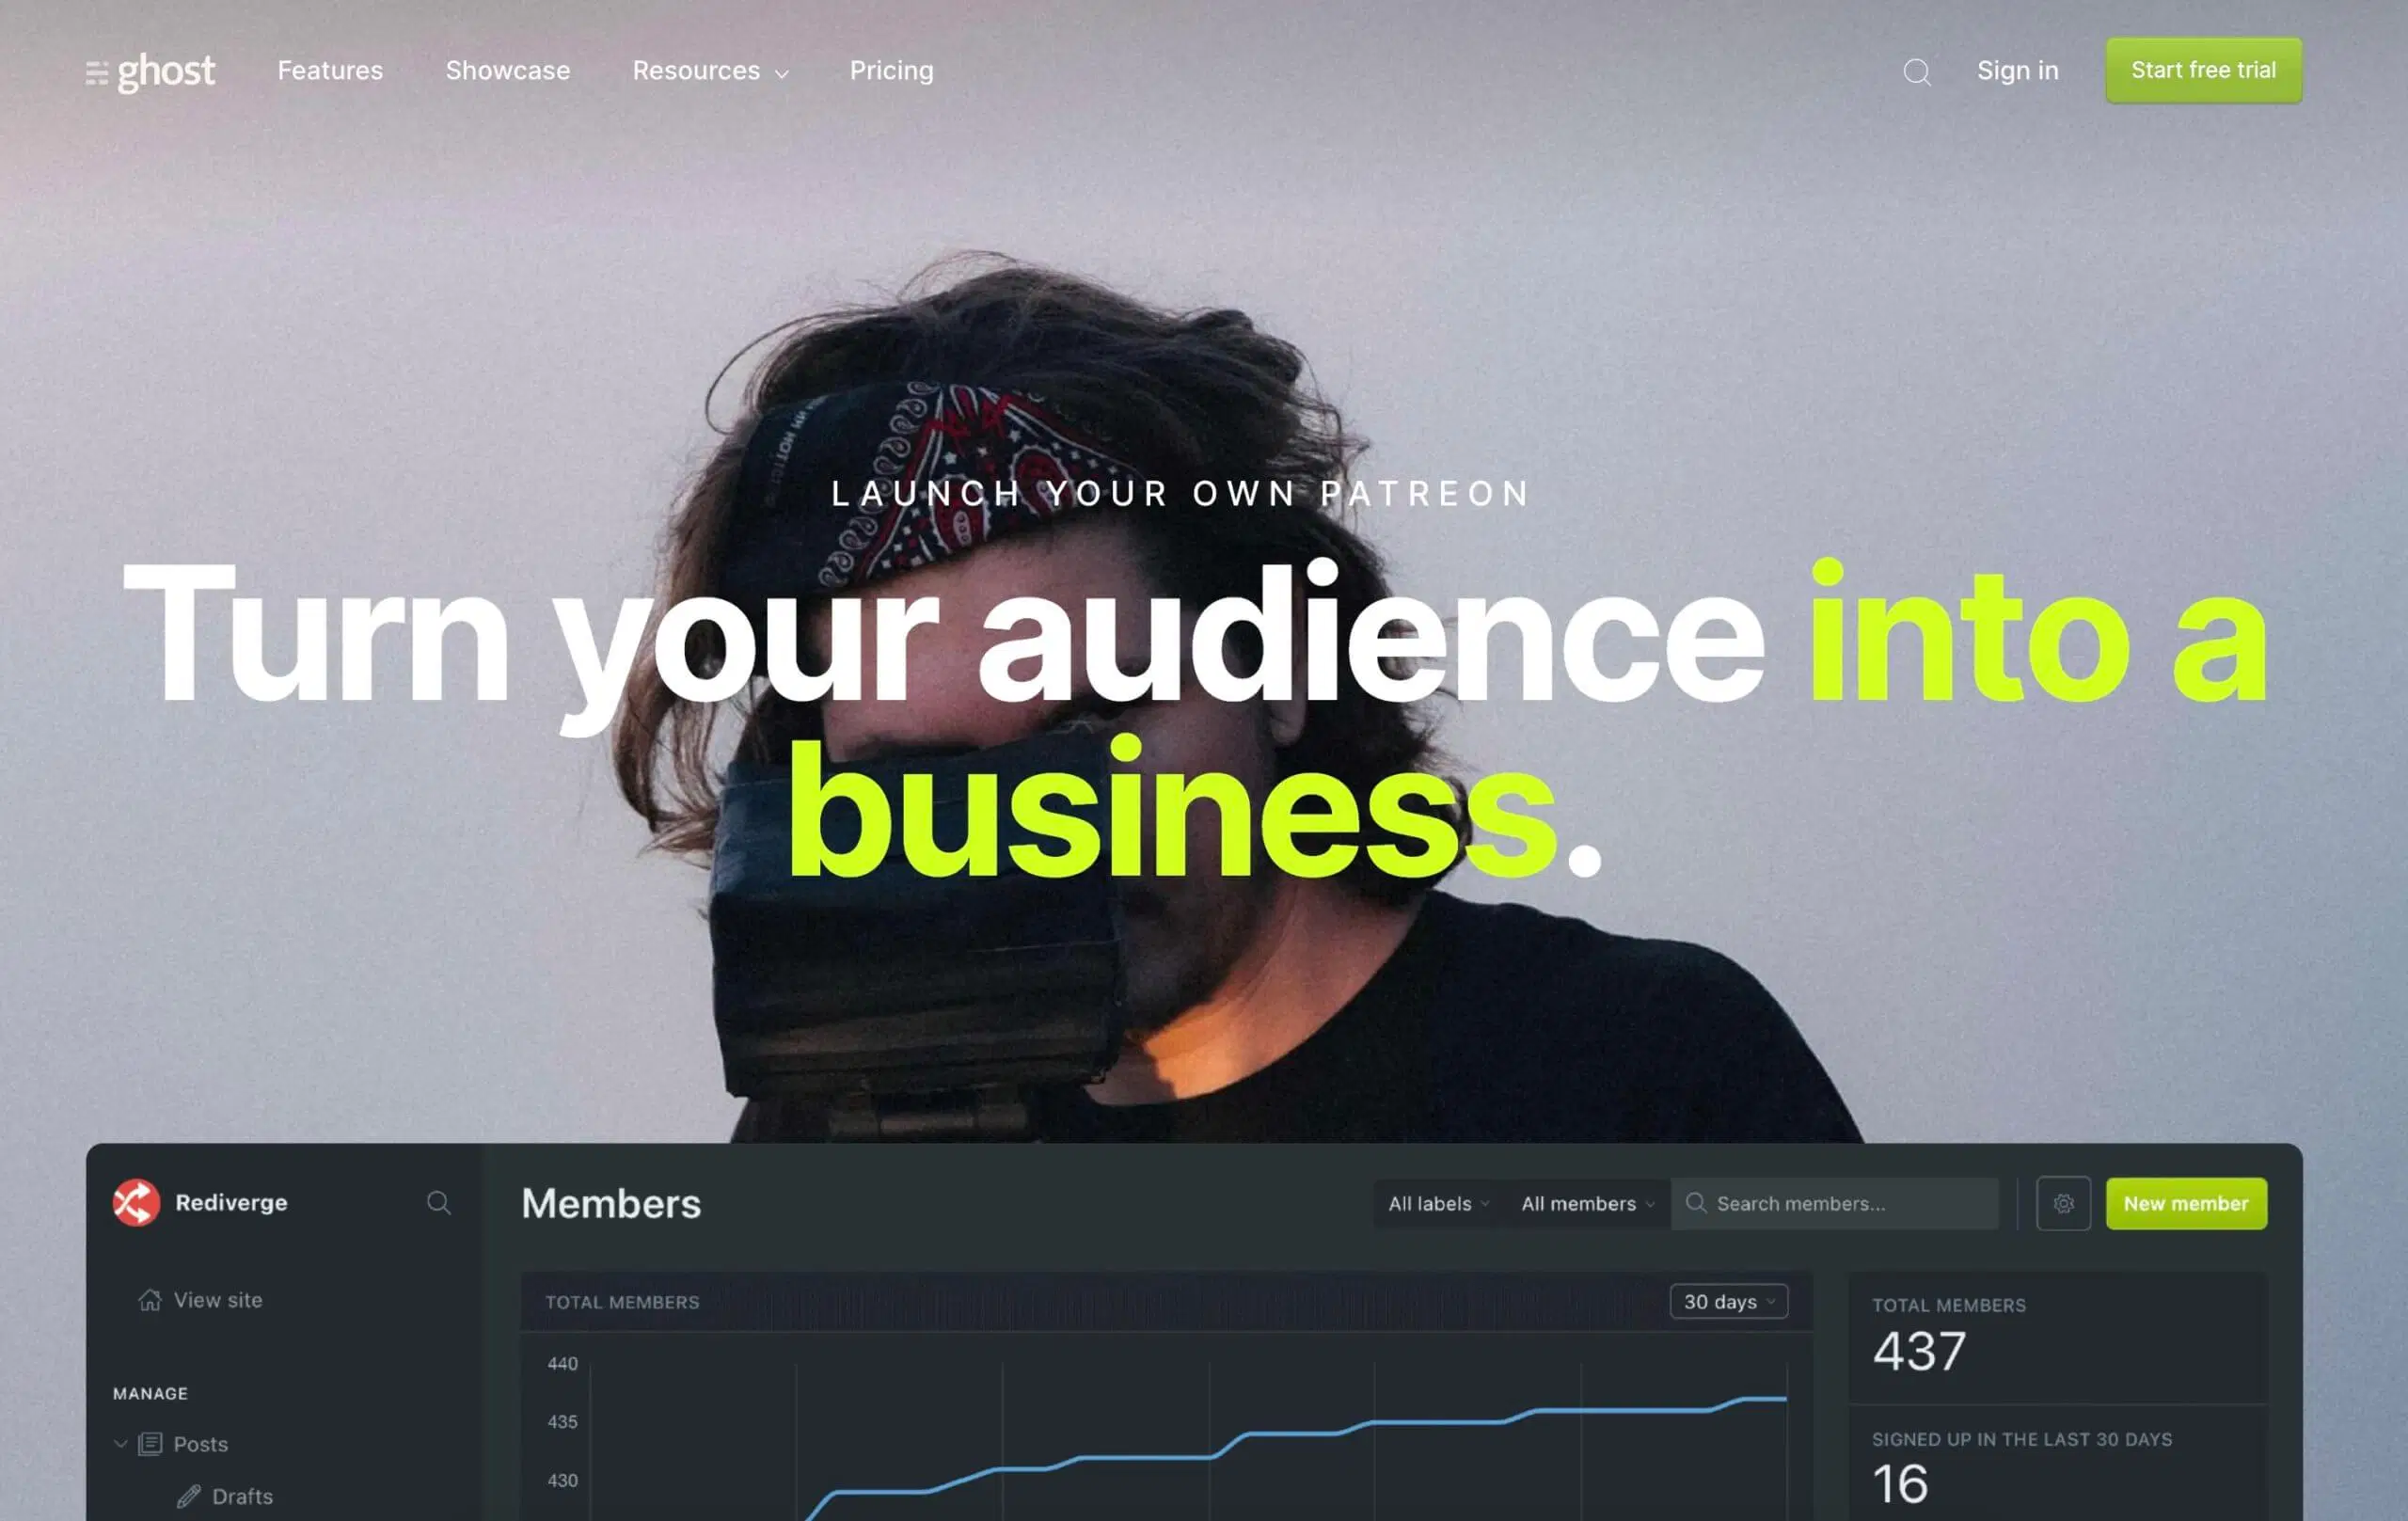 ghost Features Showcase Resources Pricing Sign in Start free trial
LAUNCH YOUR OWN PATREON
Turn your audience into a
business.
Rediverge
View site
MANAGE
Posts
Drafts
Members All labels All members Search members... New member
TOTAL MEMBERS 30 days
440
435
430
TOTAL MEMBERS
437
SIGNED UP IN THE LAST 30 DAYS
16